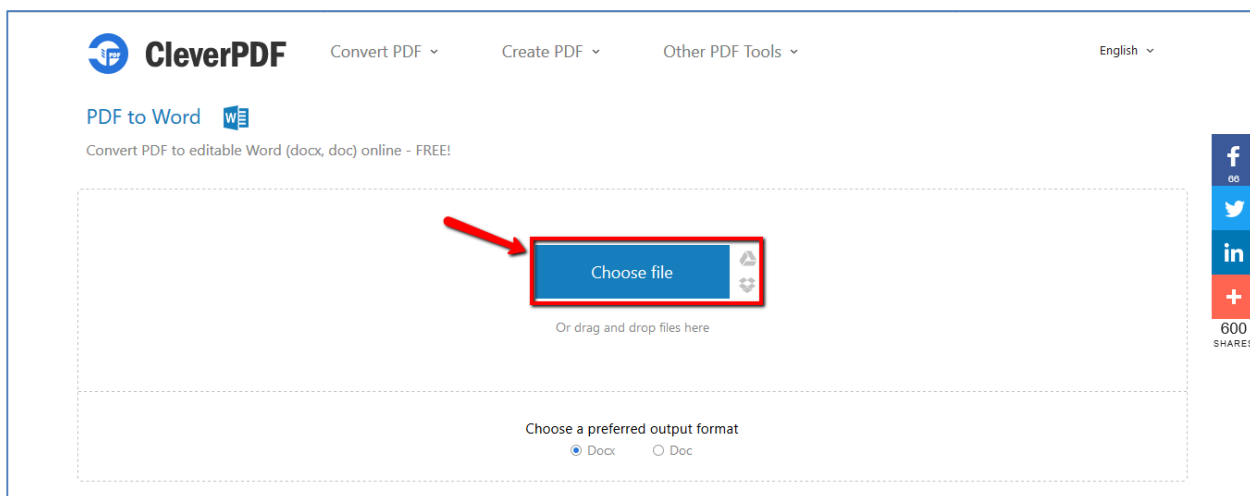 CleverPDF Convert PDF Create PDF Other PDF Tools English
PDF to Word
Convert PDF to editable Word (docx, doc) online - FREE!
66
Choose file
Or drag and drop files here
600
SHARES
Choose a preferred output format
Docx Doc